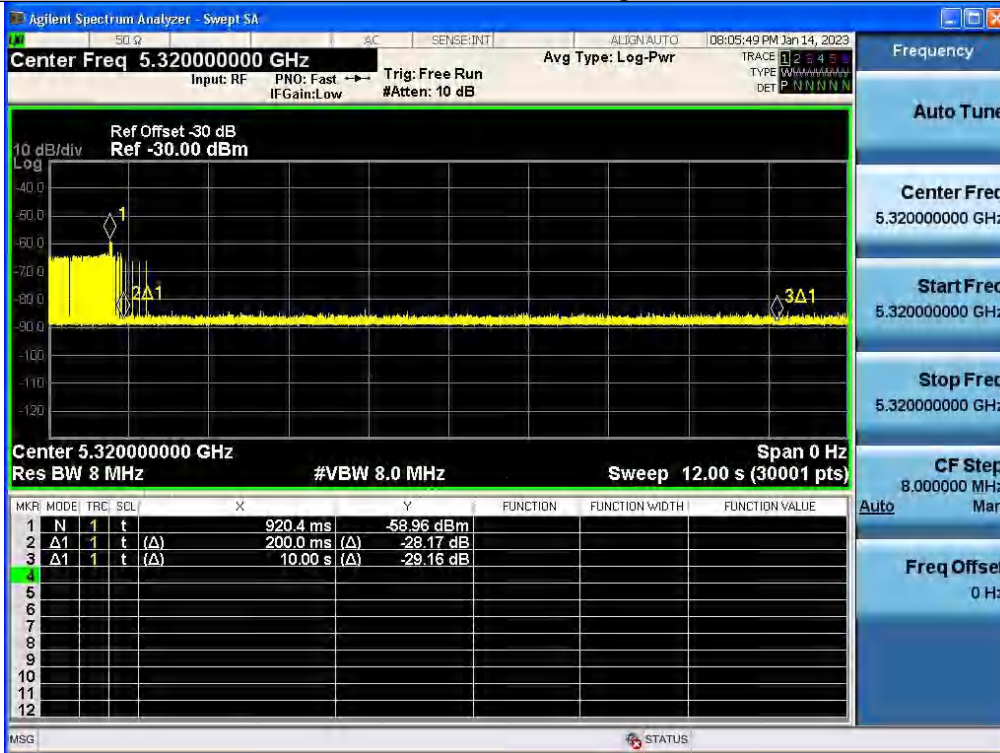 Agilent Spectrum Analyzer - Swept SA
50 Ω AC SENSE:INT ALIGN AUTO 08:05:49 PM Jan 14, 2023
Center Freq 5.320000000 GHz
Input: RF PNO: Fast Trig: Free Run Avg Type: Log-Pwr TRACE 1 2 3 4 5 6
IFGain:Low #Atten: 10 dB TYPE
DET P N N N N N
Ref Offset -30 dB
10 dB/div Ref -30.00 dBm
Log
-40.0
-50.0
1
-60.0
-70.0
-80.0
2Δ1
3Δ1
-90.0
-100
-110
-120
Center 5.320000000 GHz Span 0 Hz
Res BW 8 MHz #VBW 8.0 MHz Sweep 12.00 s (30001 pts)
MKR MODE TRC SCL X Y FUNCTION FUNCTION WIDTH FUNCTION VALUE
1 N 1 t 920.4 ms -58.96 dBm
2 Δ1 1 t (Δ) 200.0 ms (Δ) -28.17 dB
3 Δ1 1 t (Δ) 10.00 s (Δ) -29.16 dB
4
5
6
7
8
9
10
11
12
MSG STATUS
Frequency
Auto Tune
Center Freq
5.320000000 GHz
Start Freq
5.320000000 GHz
Stop Freq
5.320000000 GHz
CF Step
8.000000 MHz
Auto Man
Freq Offset
0 Hz